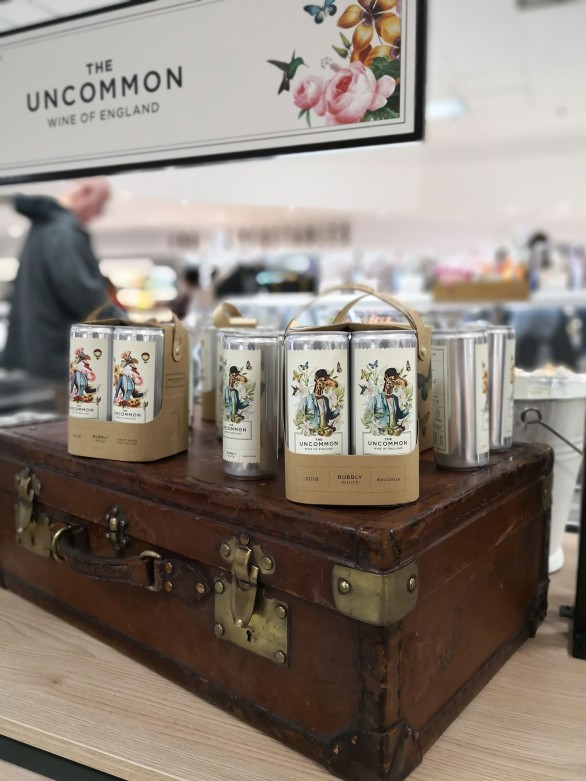 THE
UNCOMMON
WINE OF ENGLAND
THE
UNCOMMON
THE
UNCOMMON
THE
UNCOMMON
WINE OF ENGLAND
THE
UNCOMMON
WINE OF ENGLAND
BUBBLY
2018
BUBBLY
WHITE
BACCHUS